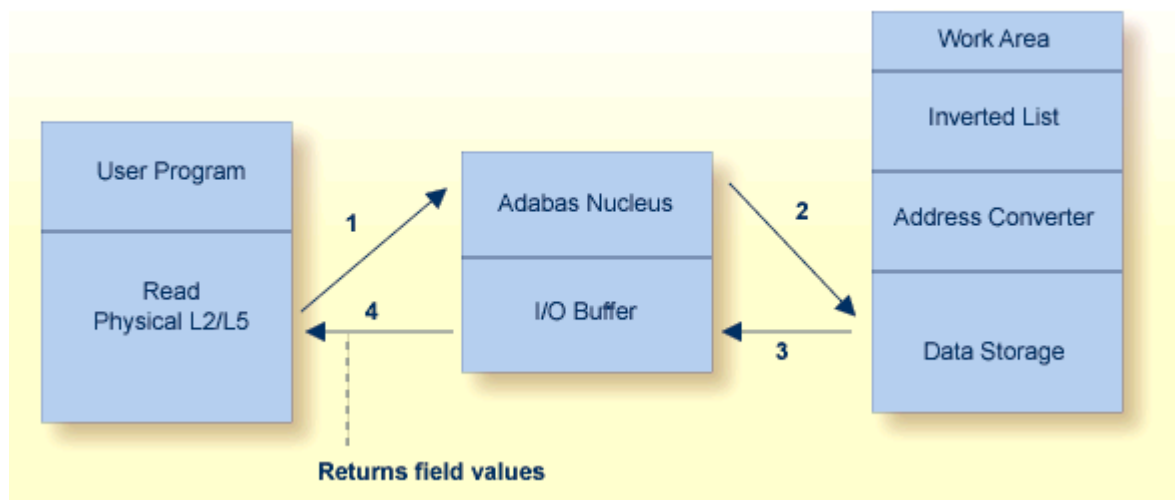 User Program
Read
Physical L2/L5
1
4
Returns field values
Adabas Nucleus
I/O Buffer
2
3
Work Area
Inverted List
Address Converter
Data Storage